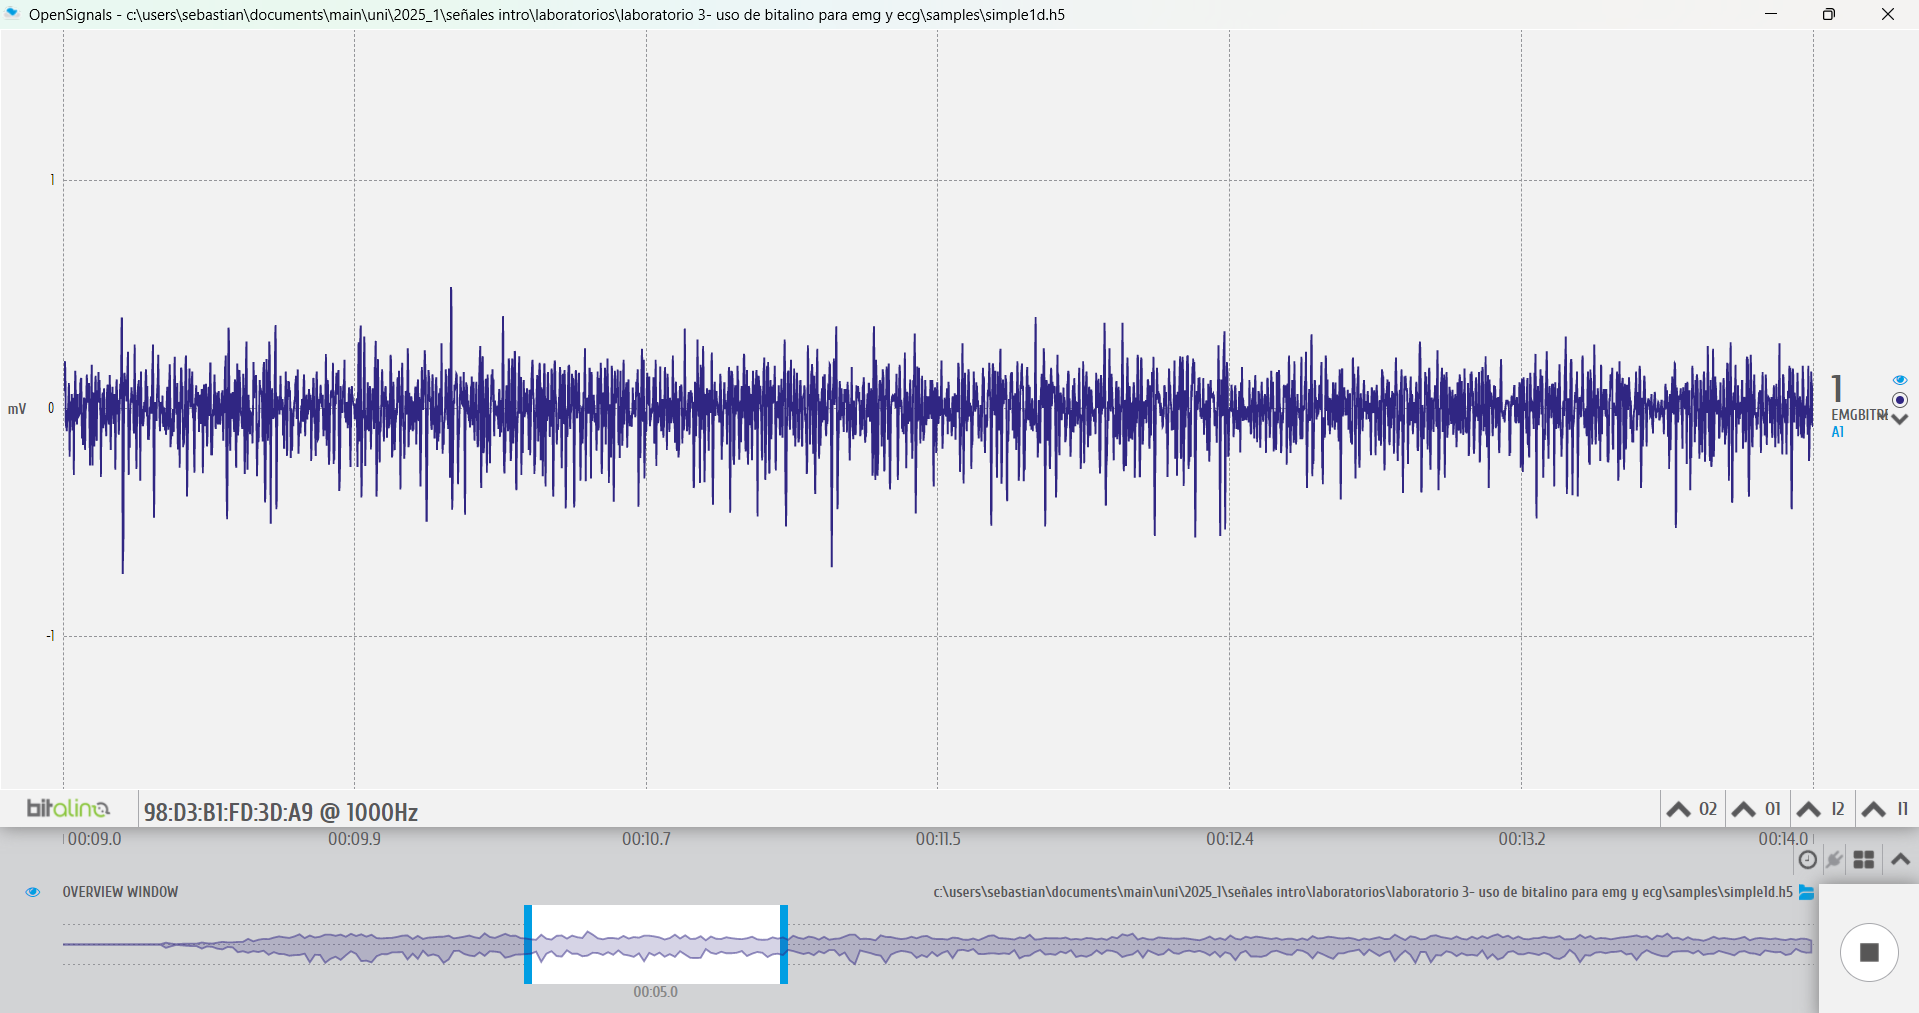 OpenSignals - c:\users\sebastian\documents\main\uni\2025_1\señales intro\laboratorios\laboratorio 3- uso de bitalino para emg y ecg\samples\simple1d.h5
1
mV
0
-1
1
EMGBITRE
A1
bitalino
98:D3:B1:FD:3D:A9 @ 1000Hz
O2
O1
I2
I1
00:09.0
00:09.9
00:10.7
00:11.5
00:12.4
00:13.2
00:14.0
OVERVIEW WINDOW
c:\users\sebastian\documents\main\uni\2025_1\señales intro\laboratorios\laboratorio 3- uso de bitalino para emg y ecg\samples\simple1d.h5
00:05.0